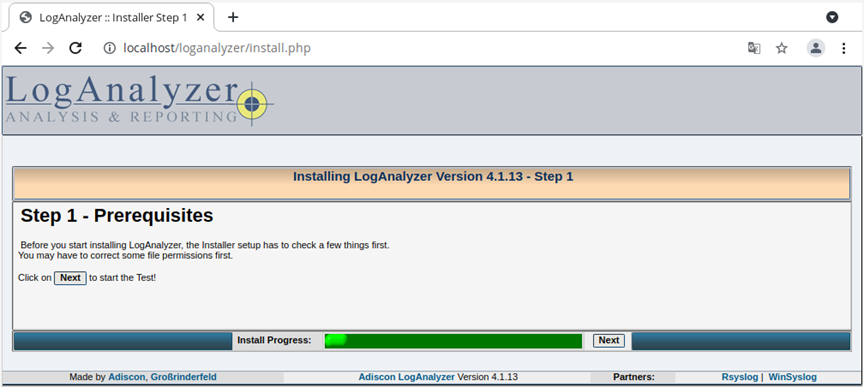 LogAnalyzer :: Installer Step 1
localhost/loganalyzer/install.php
LogAnalyzer
ANALYSIS & REPORTING
Installing LogAnalyzer Version 4.1.13 - Step 1
Step 1 - Prerequisites
Before you start installing LogAnalyzer, the Installer setup has to check a few things first.
You may have to correct some file permissions first.
Click on Next to start the Test!
Install Progress: Next
Made by Adiscon, Großrinderfeld Adiscon LogAnalyzer Version 4.1.13 Partners: Rsyslog | WinSyslog